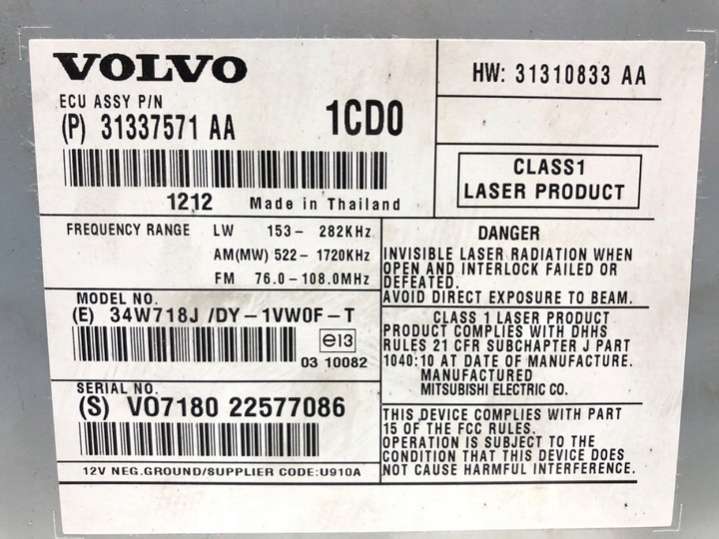 VOLVO
ECU ASSY P/N
(P) 31337571 AA
1CD0
1212 Made in Thailand
HW: 31310833 AA
CLASS1
LASER PRODUCT
FREQUENCY RANGE LW 153- 282KHz
AM(MW) 522-1720KHz
FM 76.0-108.0MHz
MODEL NO.
(E) 34W718J /DY-1VW0F-T
e13
03 10082
SERIAL NO.
(S) VO7180 22577086
12V NEG.GROUND/SUPPLIER CODE:U910A
DANGER
INVISIBLE LASER RADIATION WHEN
OPEN AND INTERLOCK FAILED OR
DEFEATED.
AVOID DIRECT EXPOSURE TO BEAM.
CLASS 1 LASER PRODUCT
PRODUCT COMPLIES WITH DHHS
RULES 21 CFR SUBCHAPTER J PART
1040:10 AT DATE OF MANUFACTURE.
MANUFACTURED
MITSUBISHI ELECTRIC CO.
THIS DEVICE COMPLIES WITH PART
15 OF THE FCC RULES.
OPERATION IS SUBJECT TO THE
CONDITION THAT THIS DEVICE DOES
NOT CAUSE HARMFUL INTERFERENCE.